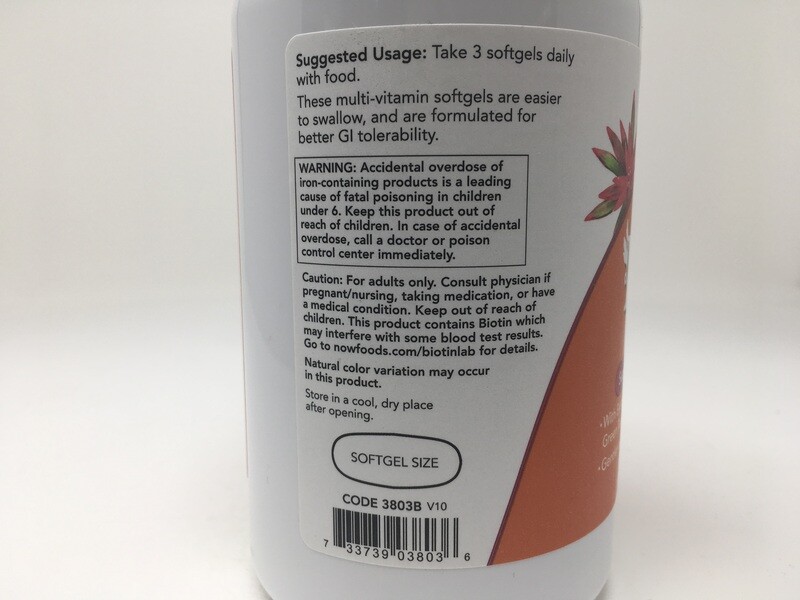 Suggested Usage: Take 3 softgels daily
with food.
These multi-vitamin softgels are easier
to swallow, and are formulated for
better GI tolerability.
WARNING: Accidental overdose of
iron-containing products is a leading
cause of fatal poisoning in children
under 6. Keep this product out of
reach of children. In case of accidental
overdose, call a doctor or poison
control center immediately.
Caution: For adults only. Consult physician if
pregnant/nursing, taking medication, or have
a medical condition. Keep out of reach of
children. This product contains Biotin which
may interfere with some blood test results.
Go to nowfoods.com/biotinlab for details.
Natural color variation may occur
in this product.
Store in a cool, dry place
after opening.
SOFTGEL SIZE
CODE 3803B V10
7 33739 03803 6